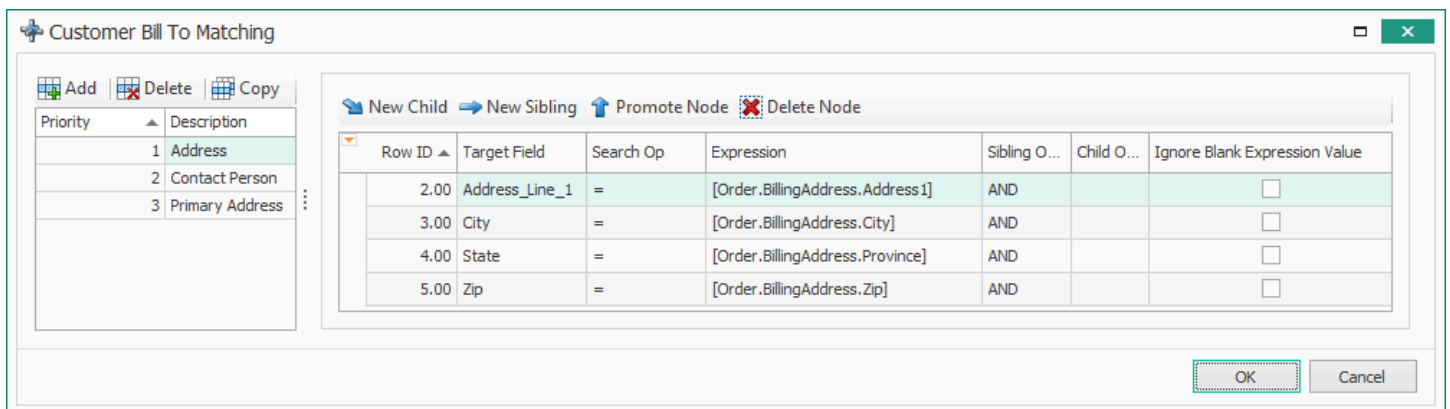 Customer Bill To Matching
Add Delete Copy
Priority Description
1 Address
2 Contact Person
3 Primary Address
New Child New Sibling Promote Node Delete Node
Row ID Target Field Search Op Expression Sibling O... Child O... Ignore Blank Expression Value
2.00 Address_Line_1 = [Order.BillingAddress.Address1] AND
3.00 City = [Order.BillingAddress.City] AND
4.00 State = [Order.BillingAddress.Province] AND
5.00 Zip = [Order.BillingAddress.Zip] AND
OK Cancel